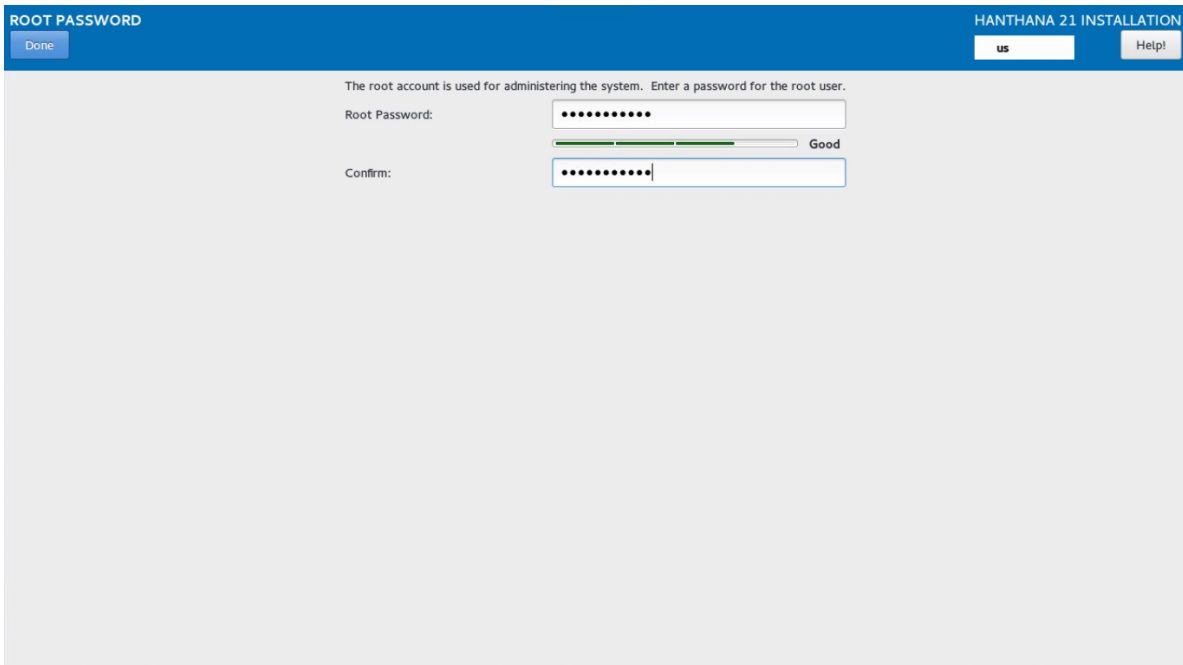 ROOT PASSWORD
HANTHANA 21 INSTALLATION
Done
us
Help!
The root account is used for administering the system. Enter a password for the root user.
Root Password: •••••••••••
Good
Confirm: •••••••••••